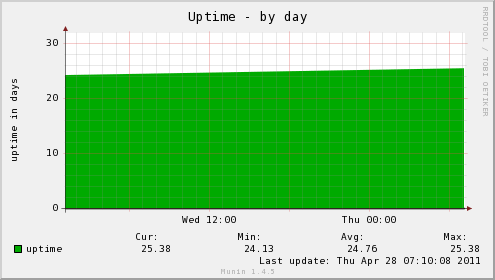 Uptime - by day
RRDTOOL / TOBI OETIKER
uptime in days
30
20
10
0
Wed 12:00 Thu 00:00
Cur: Min: Avg: Max:
uptime 25.38 24.13 24.76 25.38
Last update: Thu Apr 28 07:10:08 2011
Munin 1.4.5